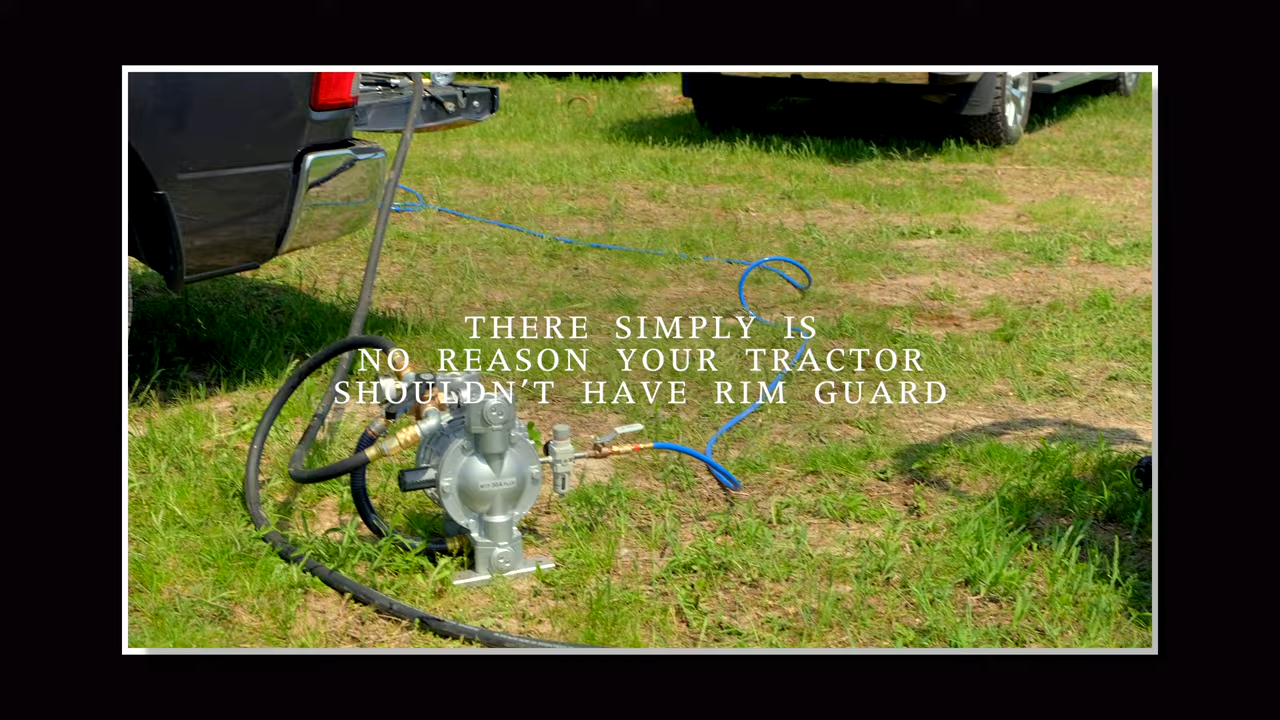 THERE SIMPLY IS
NO REASON YOUR TRACTOR
SHOULDN'T HAVE RIM GUARD